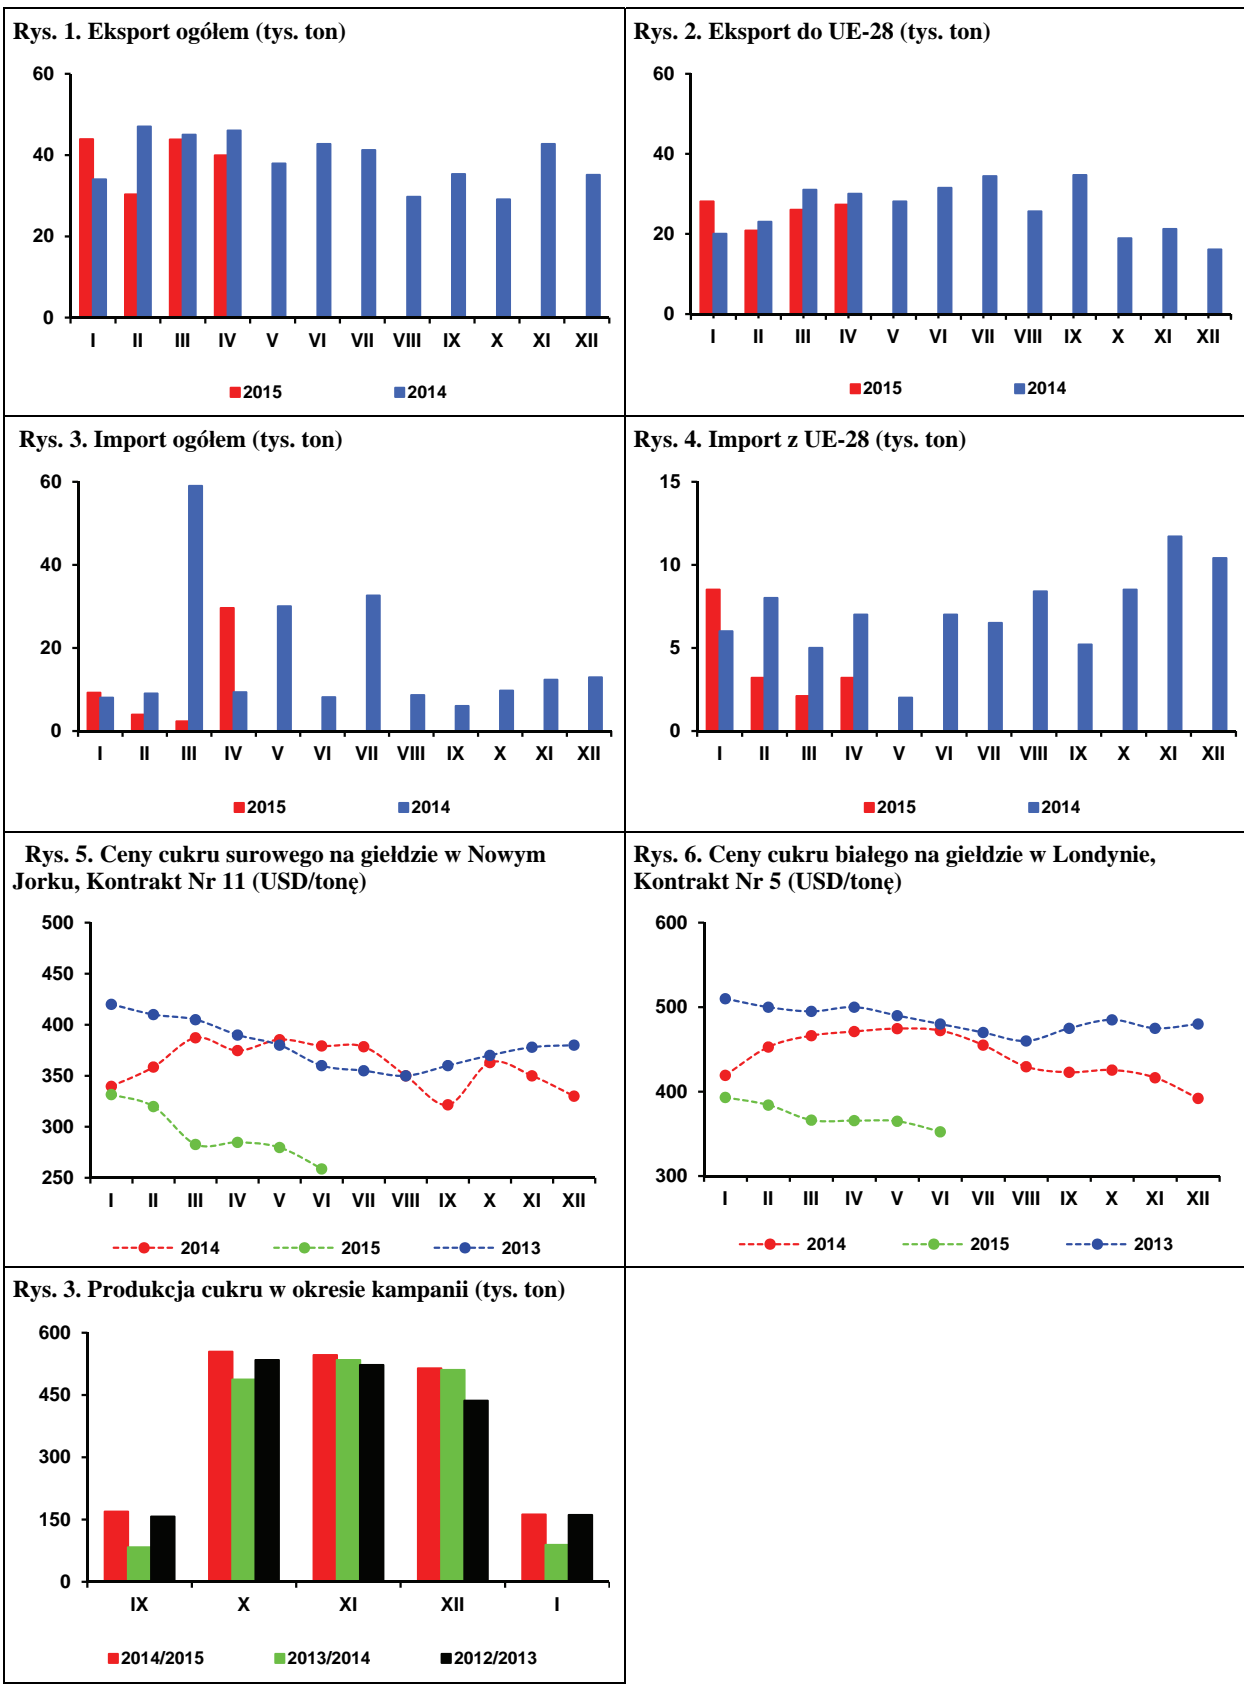 Rys. 1. Eksport ogółem (tys. ton)
60
40
20
0
I II III IV V VI VII VIII IX X XI XII
2015 2014
Rys. 2. Eksport do UE-28 (tys. ton)
60
40
20
0
I II III IV V VI VII VIII IX X XI XII
2015 2014
Rys. 3. Import ogółem (tys. ton)
60
40
20
0
I II III IV V VI VII VIII IX X XI XII
2015 2014
Rys. 4. Import z UE-28 (tys. ton)
15
10
5
0
I II III IV V VI VII VIII IX X XI XII
2015 2014
Rys. 5. Ceny cukru surowego na giełdzie w Nowym
Jorku, Kontrakt Nr 11 (USD/tonę)
500
450
400
350
300
250
I II III IV V VI VII VIII IX X XI XII
2014 2015 2013
Rys. 6. Ceny cukru białego na giełdzie w Londynie,
Kontrakt Nr 5 (USD/tonę)
600
500
400
300
I II III IV V VI VII VIII IX X XI XII
2014 2015 2013
Rys. 3. Produkcja cukru w okresie kampanii (tys. ton)
600
450
300
150
0
IX X XI XII I
2014/2015 2013/2014 2012/2013